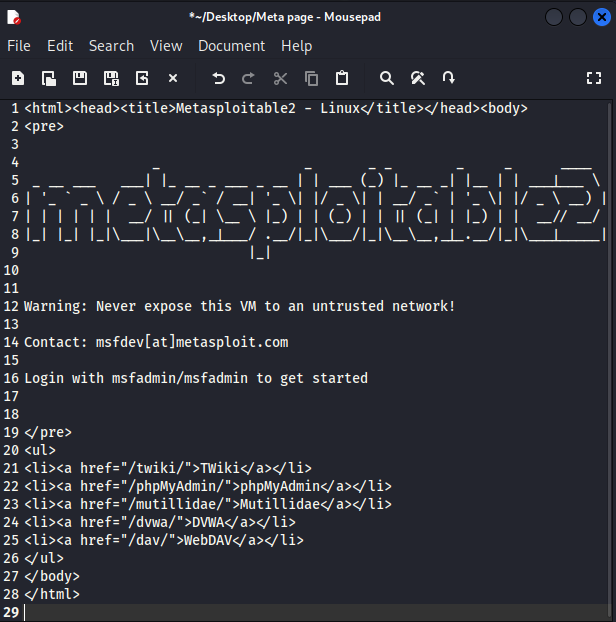 *~/Desktop/Meta page - Mousepad
File Edit Search View Document Help
1 <html><head><title>Metasploitable2 - Linux</title></head><body>
2 <pre>
3
4                 _                  _       _ _        _     _      ____
5  _ __ ___   ___| |_ __ _ ___ _ __ | | ___ (_) |_ __ _| |__ | | ___|___ \
6 | '_ ` _ \ / _ \ __/ _` / __| '_ \| |/ _ \| | __/ _` | '_ \| |/ _ \ __) |
7 | | | | | |  __/ || (_| \__ \ |_) | | (_) | | || (_| | |_) | |  __// __/
8 |_| |_| |_|\___|\__\__,_|___/ .__/|_|\___/|_|\__\__,_|_.__/|_|\___|_____|
9                             |_|
10
11
12 Warning: Never expose this VM to an untrusted network!
13
14 Contact: msfdev[at]metasploit.com
15
16 Login with msfadmin/msfadmin to get started
17
18
19 </pre>
20 <ul>
21 <li><a href="/twiki/">TWiki</a></li>
22 <li><a href="/phpMyAdmin/">phpMyAdmin</a></li>
23 <li><a href="/mutillidae/">Mutillidae</a></li>
24 <li><a href="/dvwa/">DVWA</a></li>
25 <li><a href="/dav/">WebDAV</a></li>
26 </ul>
27 </body>
28 </html>
29